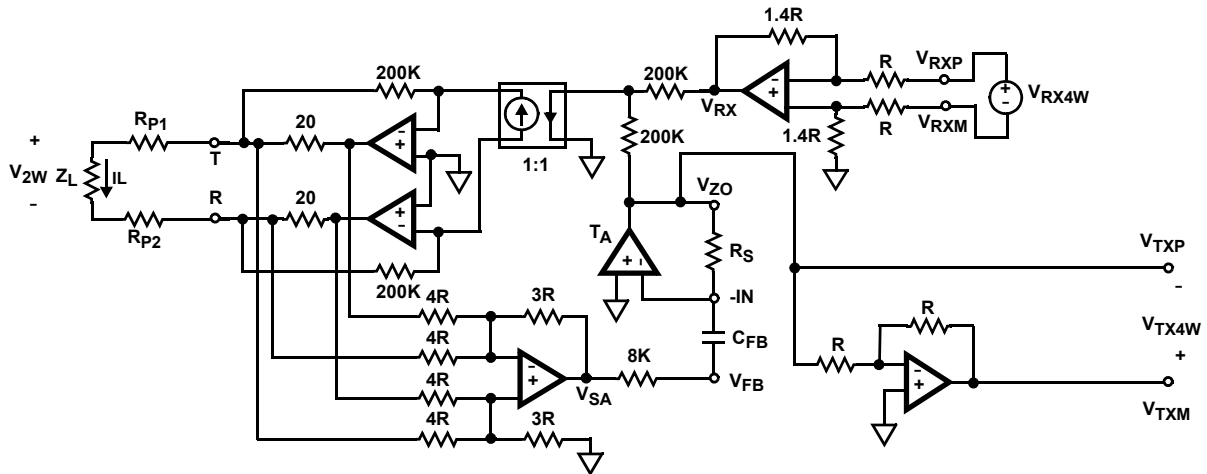 1.4R
200K
200K
R
V_RXP
V_RX
V_RXM
V_RX4W
R
1.4R
+
−
+
V_2W
−
R_P1
Z_L
IL
R_P2
T
20
−
+
1:1
200K
R
20
+
−
200K
V_ZO
T_A
+ −
R_S
-IN
C_FB
V_FB
4R
3R
4R
−
+
V_SA
8K
4R
4R
3R
V_TXP
−
V_TX4W
+
V_TXM
R
R
−
+
−
+